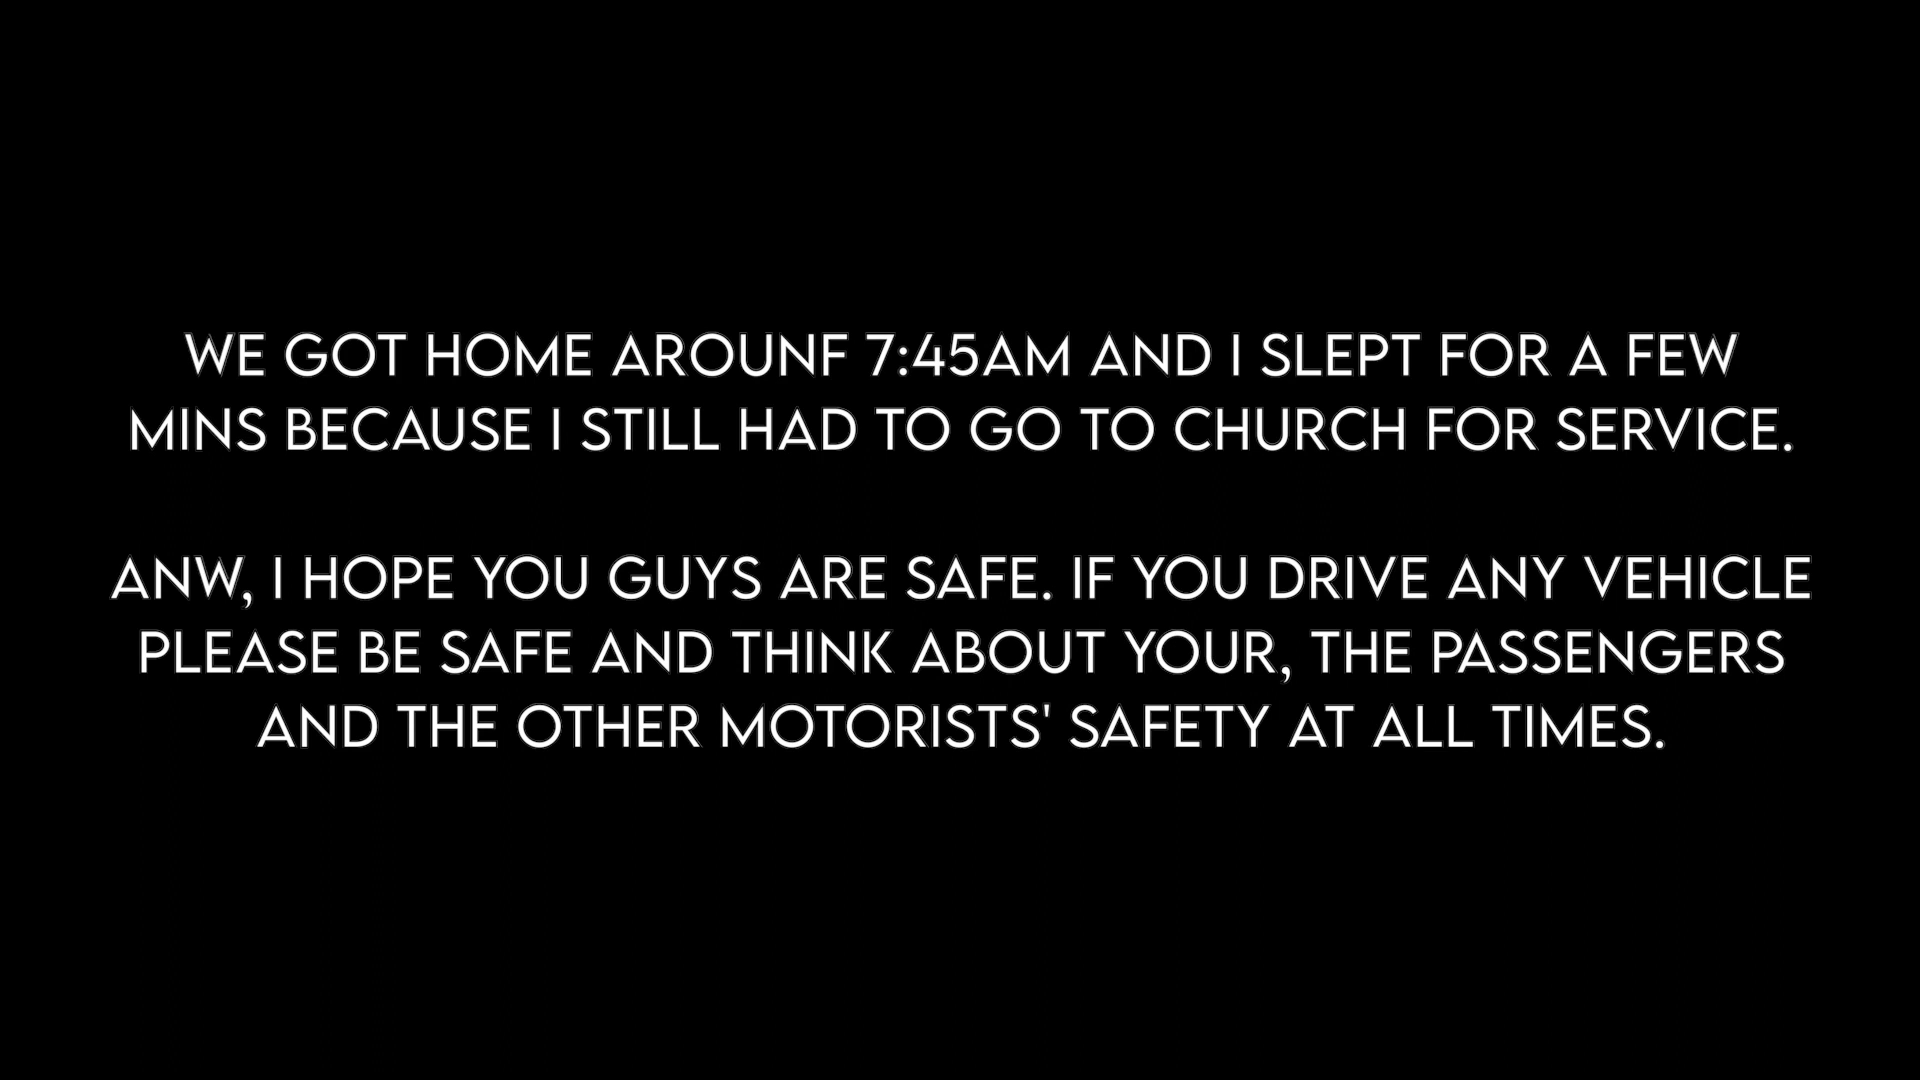 WE GOT HOME AROUNF 7:45AM AND I SLEPT FOR A FEW
MINS BECAUSE I STILL HAD TO GO TO CHURCH FOR SERVICE.
ANW, I HOPE YOU GUYS ARE SAFE. IF YOU DRIVE ANY VEHICLE
PLEASE BE SAFE AND THINK ABOUT YOUR, THE PASSENGERS
AND THE OTHER MOTORISTS' SAFETY AT ALL TIMES.